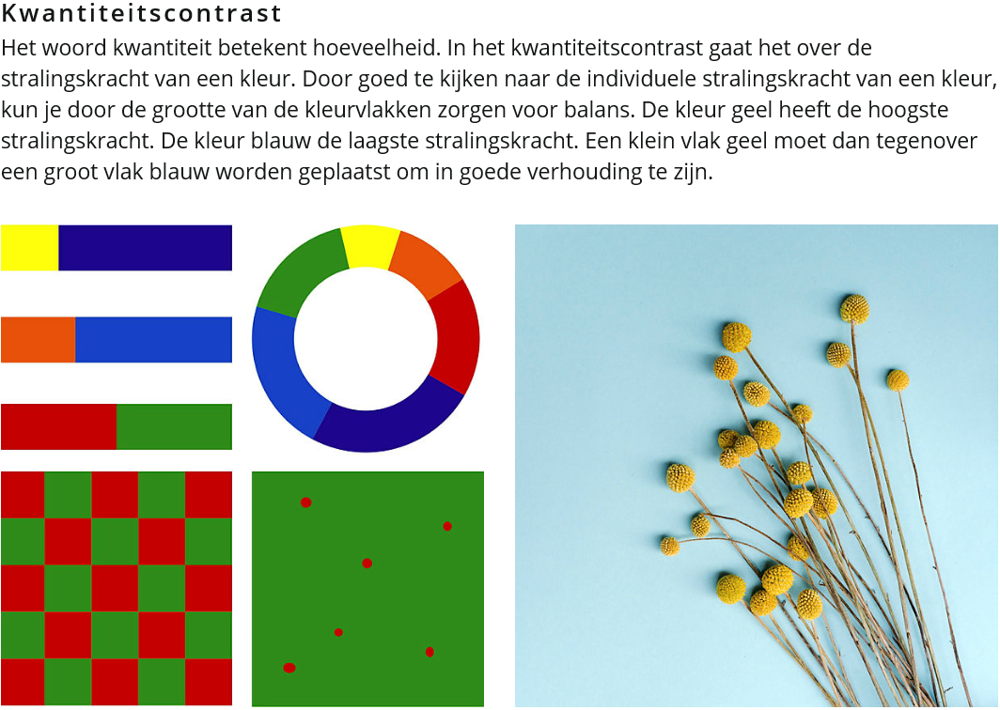 Kwantiteitscontrast
Het woord kwantiteit betekent hoeveelheid. In het kwantiteitscontrast gaat het over de
stralingskracht van een kleur. Door goed te kijken naar de individuele stralingskracht van een kleur,
kun je door de grootte van de kleurvlakken zorgen voor balans. De kleur geel heeft de hoogste
stralingskracht. De kleur blauw de laagste stralingskracht. Een klein vlak geel moet dan tegenover
een groot vlak blauw worden geplaatst om in goede verhouding te zijn.